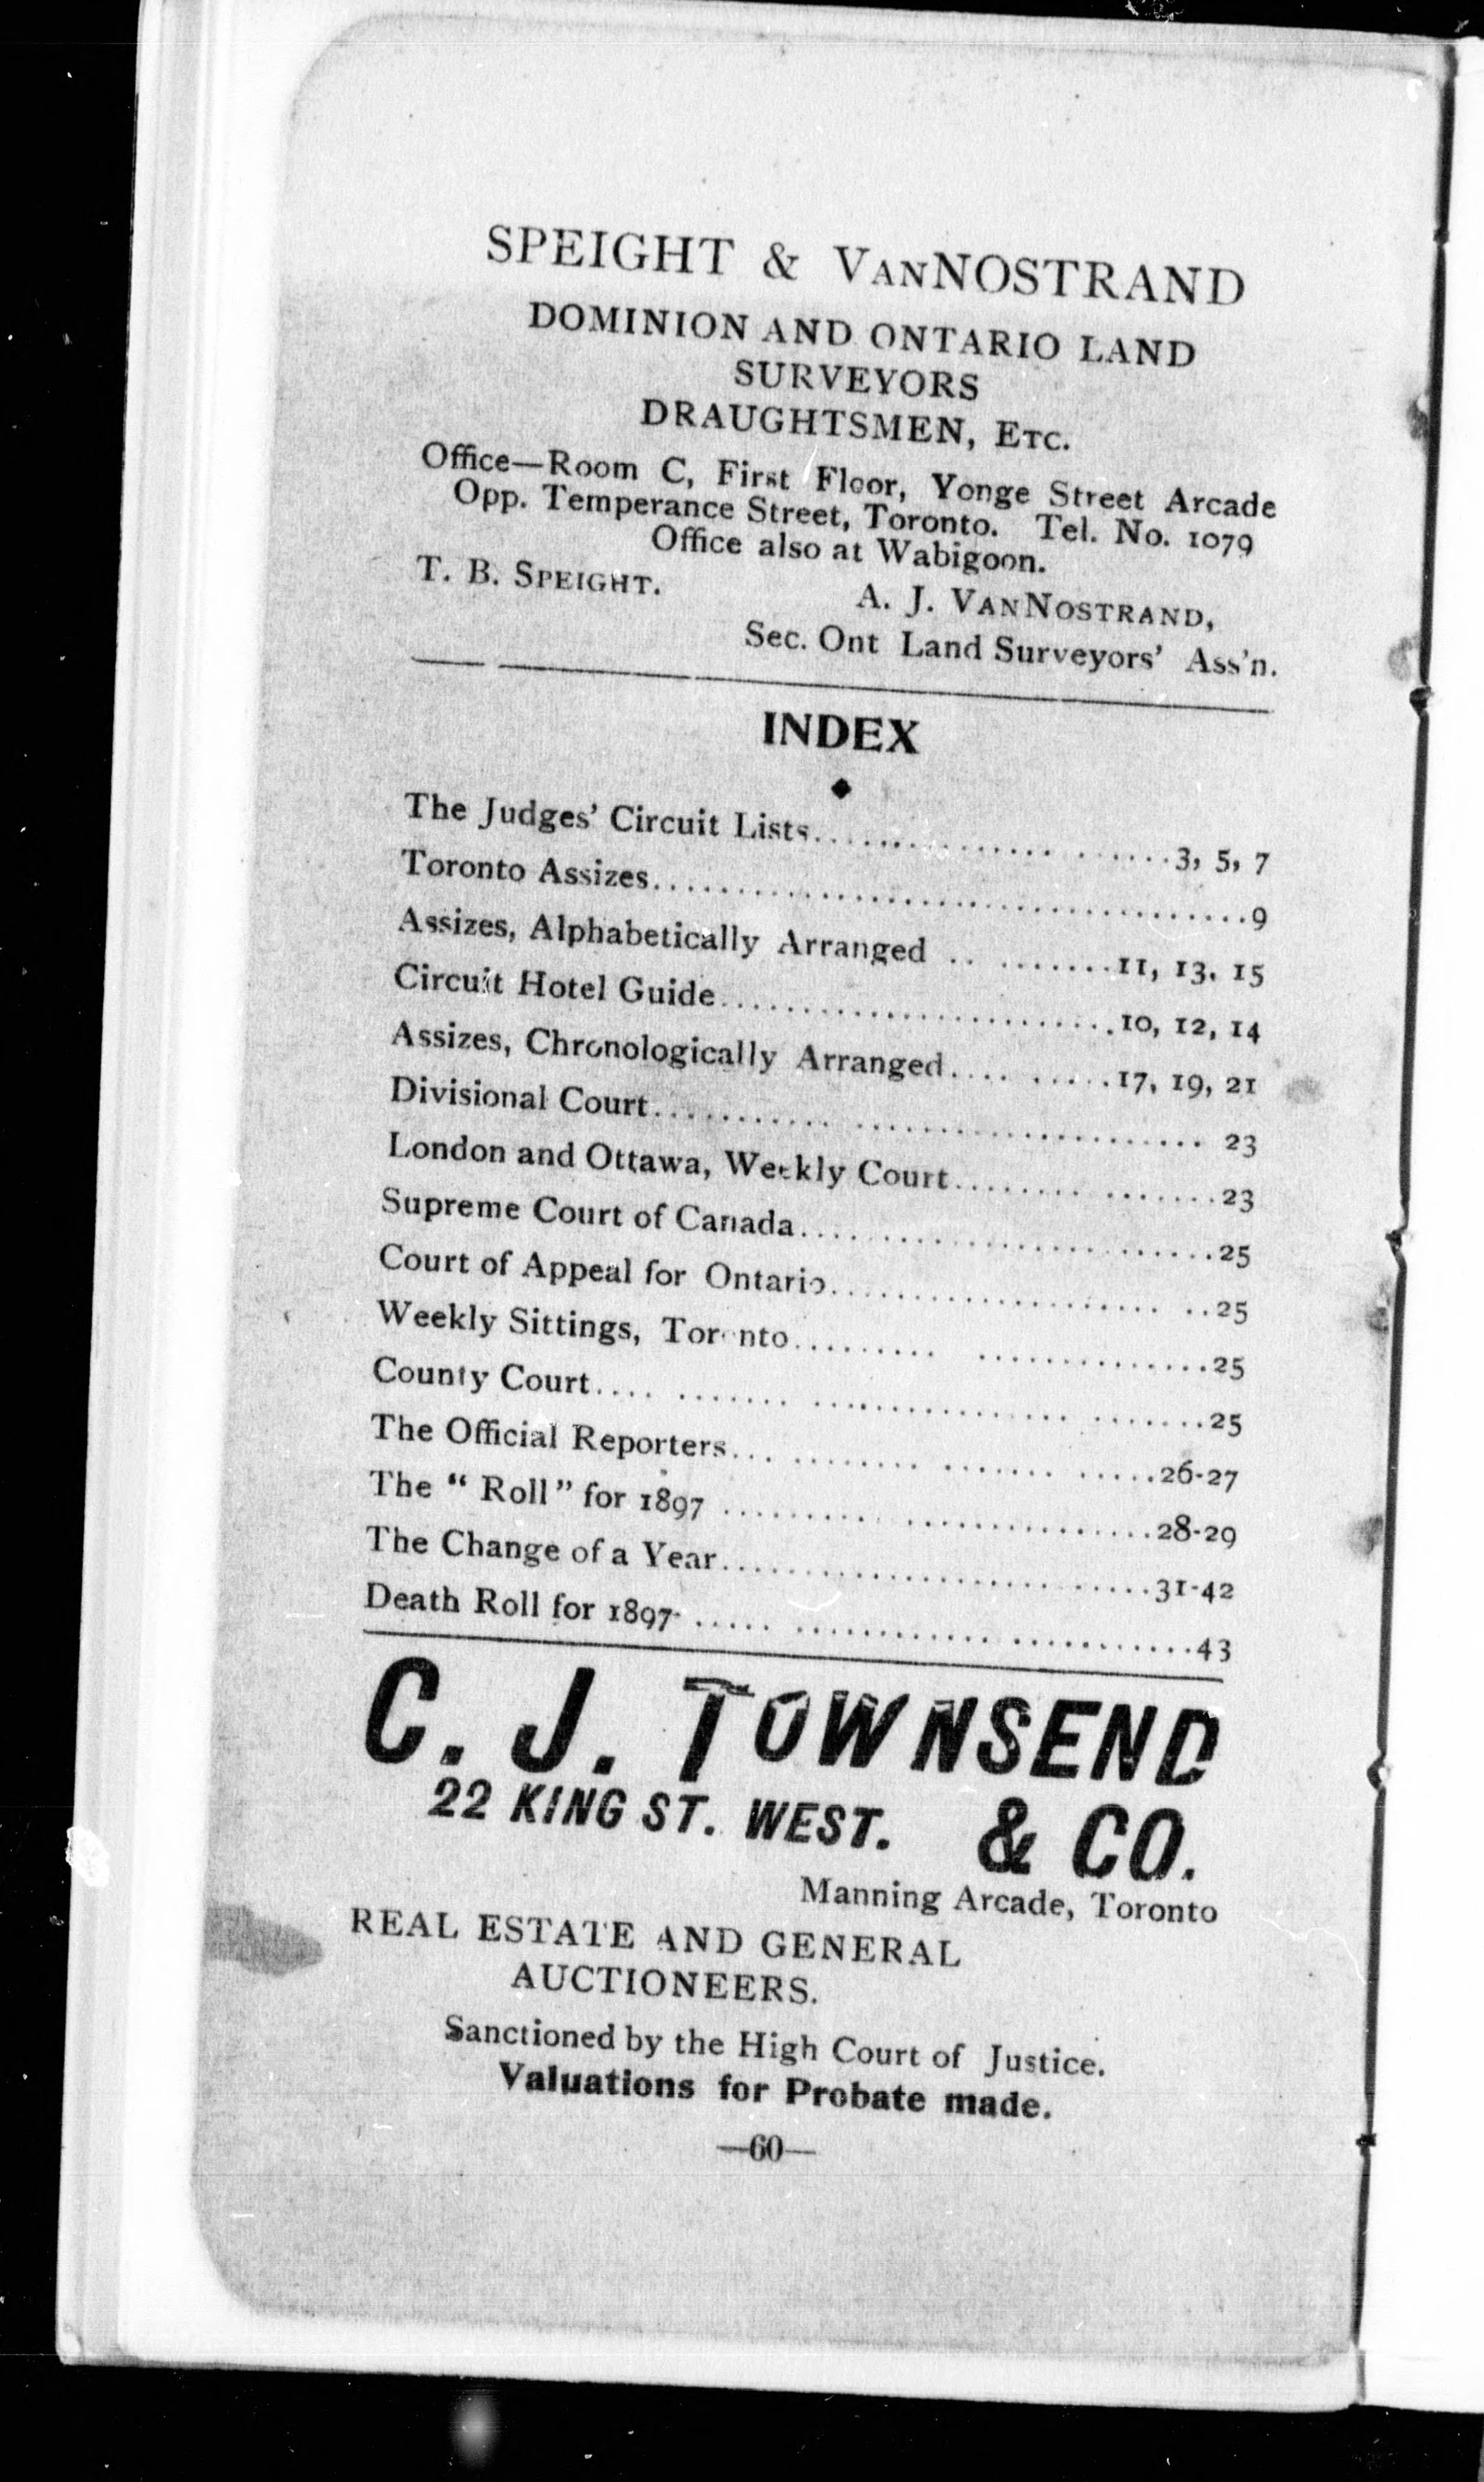 SPEIGHT & VANNOSTRAND
DOMINION AND ONTARIO LAND
SURVEYORS
DRAUGHTSMEN, ETC.
Office—Room C, First Floor, Yonge Street Arcade
Opp. Temperance Street, Toronto. Tel. No. 1079
Office also at Wabigoon.
T. B. SPEIGHT. A. J. VANNOSTRAND,
Sec. Ont Land Surveyors' Ass'n.
INDEX
The Judges' Circuit Lists....................3, 5, 7
Toronto Assizes....................9
Assizes, Alphabetically Arranged ..........11, 13, 15
Circuit Hotel Guide....................10, 12, 14
Assizes, Chronologically Arranged..........17, 19, 21
Divisional Court.................... 23
London and Ottawa, Weekly Court...............23
Supreme Court of Canada....................25
Court of Appeal for Ontario....................25
Weekly Sittings, Toronto....................25
County Court....................25
The Official Reporters....................26-27
The “ Roll” for 1897 ....................28-29
The Change of a Year....................31-42
Death Roll for 1897 ....................43
C. J. TOWNSEND
22 KING ST. WEST. & CO.
Manning Arcade, Toronto
REAL ESTATE AND GENERAL
AUCTIONEERS.
Sanctioned by the High Court of Justice.
Valuations for Probate made.
—60—